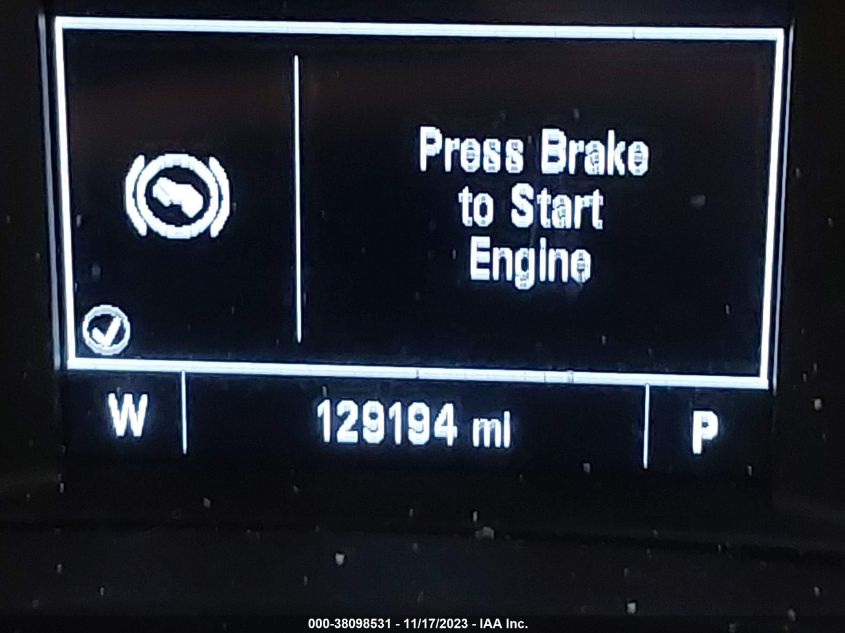 Press Brake
to Start
Engine
W 129194 mi P
000-38098531 - 11/17/2023 - IAA Inc.